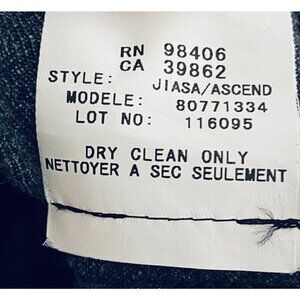 RN 98406
CA 39862
STYLE: JIASA/ASCEND
MODELE: 80771334
LOT NO: 116095
DRY CLEAN ONLY
NETTOYER A SEC SEULEMENT